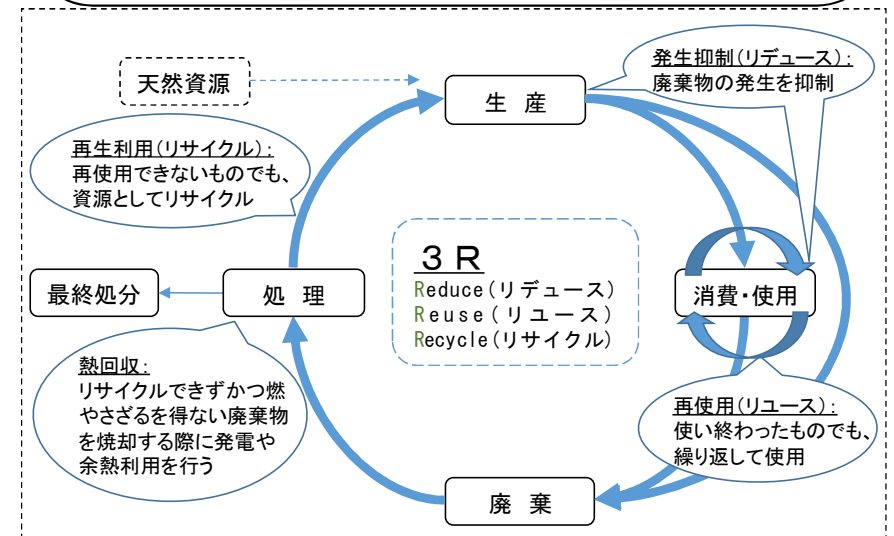 天然資源
生 産
発生抑制(リデュース):
廃棄物の発生を抑制
再生利用(リサイクル):
再使用できないものでも、
資源としてリサイクル
3R
Reduce(リデュース)
Reuse(リユース)
Recycle(リサイクル)
最終処分
処 理
消費・使用
熱回収:
リサイクルできずかつ燃
やさざるを得ない廃棄物
を焼却する際に発電や
余熱利用を行う
再使用(リユース):
使い終わったものでも、
繰り返して使用
廃 棄